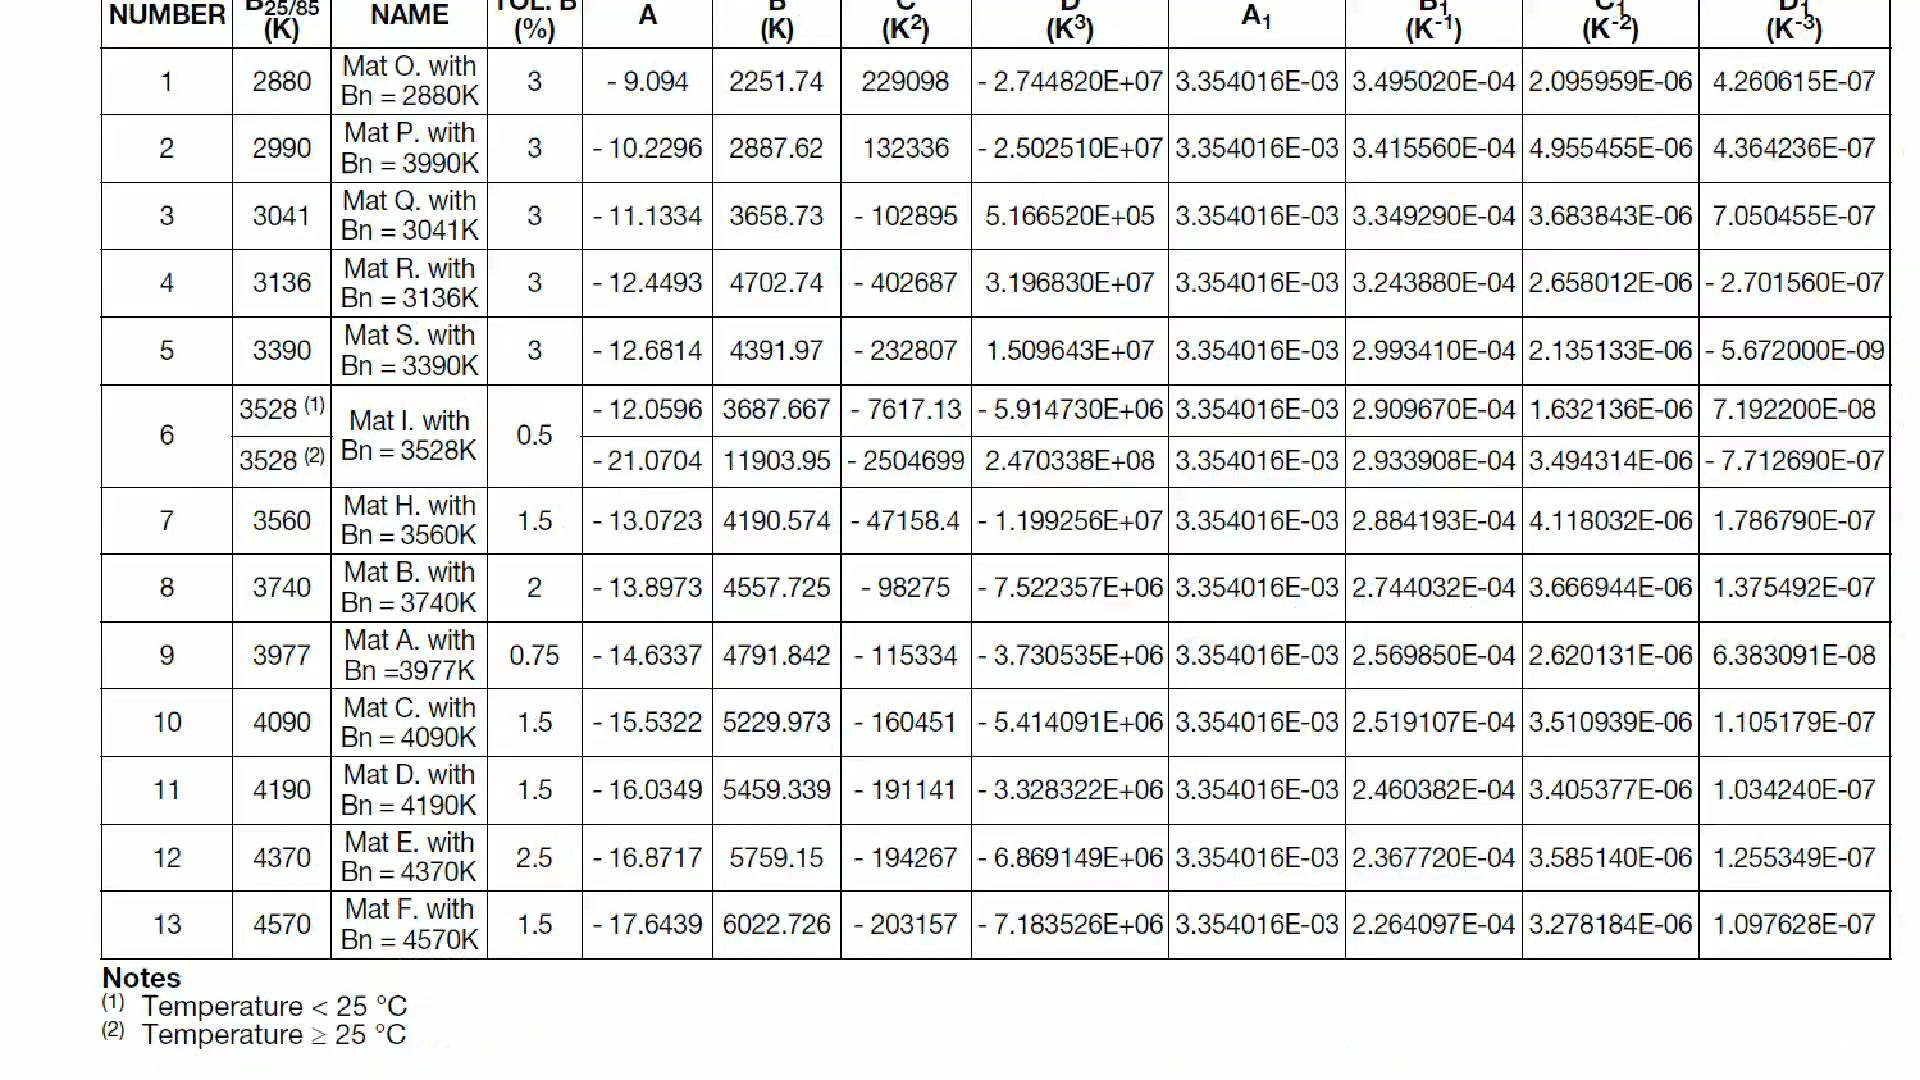 NUMBER B25/85 (K) NAME TOL. B (%) A B (K) C (K2) D (K3) A1 B1 (K-1) C1 (K-2) D1 (K-3)
1 2880 Mat O. with Bn = 2880K 3 - 9.094 2251.74 229098 - 2.744820E+07 3.354016E-03 3.495020E-04 2.095959E-06 4.260615E-07
2 2990 Mat P. with Bn = 3990K 3 - 10.2296 2887.62 132336 - 2.502510E+07 3.354016E-03 3.415560E-04 4.955455E-06 4.364236E-07
3 3041 Mat Q. with Bn = 3041K 3 - 11.1334 3658.73 - 102895 5.166520E+05 3.354016E-03 3.349290E-04 3.683843E-06 7.050455E-07
4 3136 Mat R. with Bn = 3136K 3 - 12.4493 4702.74 - 402687 3.196830E+07 3.354016E-03 3.243880E-04 2.658012E-06 - 2.701560E-07
5 3390 Mat S. with Bn = 3390K 3 - 12.6814 4391.97 - 232807 1.509643E+07 3.354016E-03 2.993410E-04 2.135133E-06 - 5.672000E-09
6 3528 (1) Mat I. with Bn = 3528K 0.5 - 12.0596 3687.667 - 7617.13 - 5.914730E+06 3.354016E-03 2.909670E-04 1.632136E-06 7.192200E-08
3528 (2) - 21.0704 11903.95 - 2504699 2.470338E+08 3.354016E-03 2.933908E-04 3.494314E-06 - 7.712690E-07
7 3560 Mat H. with Bn = 3560K 1.5 - 13.0723 4190.574 - 47158.4 - 1.199256E+07 3.354016E-03 2.884193E-04 4.118032E-06 1.786790E-07
8 3740 Mat B. with Bn = 3740K 2 - 13.8973 4557.725 - 98275 - 7.522357E+06 3.354016E-03 2.744032E-04 3.666944E-06 1.375492E-07
9 3977 Mat A. with Bn =3977K 0.75 - 14.6337 4791.842 - 115334 - 3.730535E+06 3.354016E-03 2.569850E-04 2.620131E-06 6.383091E-08
10 4090 Mat C. with Bn = 4090K 1.5 - 15.5322 5229.973 - 160451 - 5.414091E+06 3.354016E-03 2.519107E-04 3.510939E-06 1.105179E-07
11 4190 Mat D. with Bn = 4190K 1.5 - 16.0349 5459.339 - 191141 - 3.328322E+06 3.354016E-03 2.460382E-04 3.405377E-06 1.034240E-07
12 4370 Mat E. with Bn = 4370K 2.5 - 16.8717 5759.15 - 194267 - 6.869149E+06 3.354016E-03 2.367720E-04 3.585140E-06 1.255349E-07
13 4570 Mat F. with Bn = 4570K 1.5 - 17.6439 6022.726 - 203157 - 7.183526E+06 3.354016E-03 2.264097E-04 3.278184E-06 1.097628E-07
Notes
(1) Temperature < 25 °C
(2) Temperature ≥ 25 °C